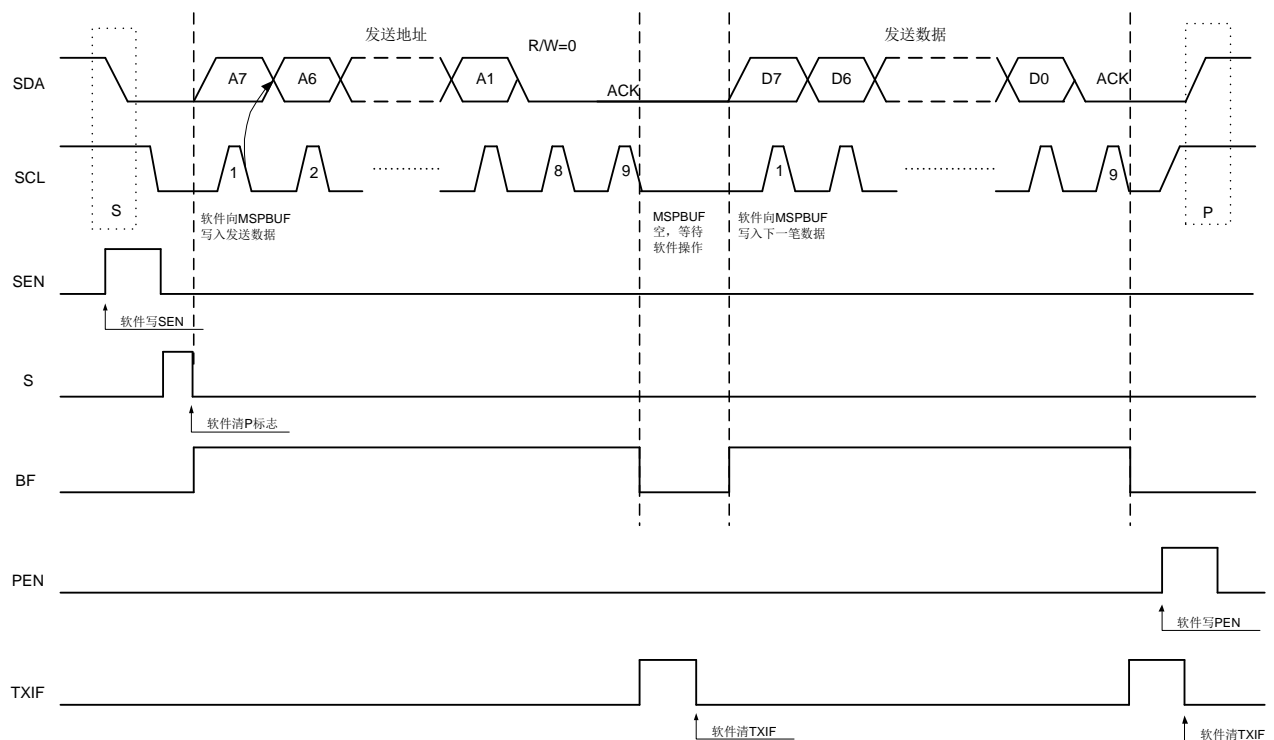 发送地址
R/W=0
发送数据
SDA
A7
A6
A1
ACK
D7
D6
D0
ACK
SCL
1
2
8
9
1
9
S
P
软件向MSPBUF
写入发送数据
MSPBUF
空，等待
软件操作
软件向MSPBUF
写入下一笔数据
SEN
软件写SEN
S
软件清P标志
BF
PEN
软件写PEN
TXIF
软件清TXIF
软件清TXIF